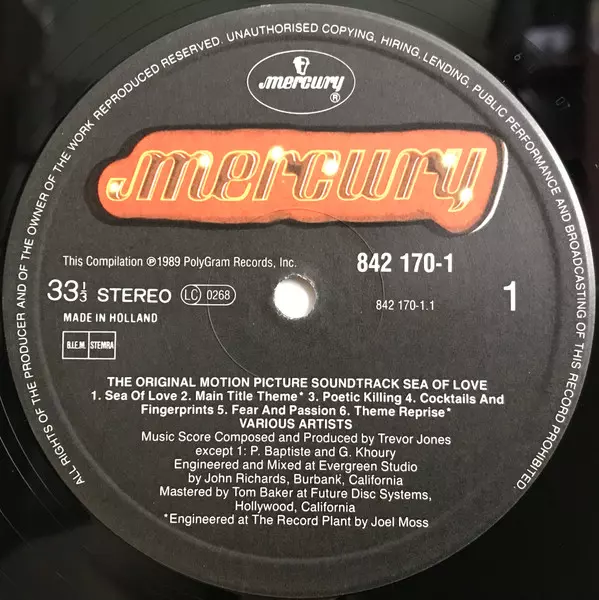 ALL RIGHTS OF THE PRODUCER AND OF THE OWNER OF THE WORK REPRODUCED RESERVED. UNAUTHORISED COPYING, HIRING, LENDING, PUBLIC PERFORMANCE AND BROADCASTING OF THIS RECORD PROHIBITED.
mercury
®
mercury
This Compilation ℗1989 PolyGram Records, Inc.
842 170-1
33⅓ STEREO
LC 0268
842 170-1.1
1
MADE IN HOLLAND
B.I.E.M. STEMRA
THE ORIGINAL MOTION PICTURE SOUNDTRACK SEA OF LOVE
1. Sea Of Love 2. Main Title Theme* 3. Poetic Killing 4. Cocktails And
Fingerprints 5. Fear And Passion 6. Theme Reprise*
VARIOUS ARTISTS
Music Score Composed and Produced by Trevor Jones
except 1: P. Baptiste and G. Khoury
Engineered and Mixed at Evergreen Studio
by John Richards, Burbank, California
Mastered by Tom Baker at Future Disc Systems,
Hollywood, California
*Engineered at The Record Plant by Joel Moss